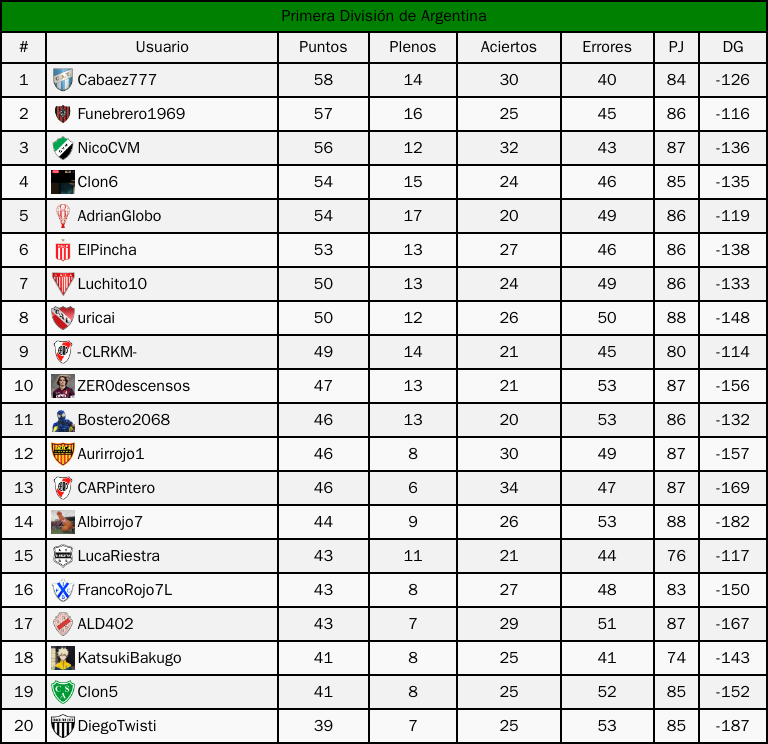 Primera División de Argentina
# Usuario Puntos Plenos Aciertos Errores PJ DG
1 Cabaez777 58 14 30 40 84 -126
2 Funebrero1969 57 16 25 45 86 -116
3 NicoCVM 56 12 32 43 87 -136
4 Clon6 54 15 24 46 85 -135
5 AdrianGlobo 54 17 20 49 86 -119
6 ElPincha 53 13 27 46 86 -138
7 Luchito10 50 13 24 49 86 -133
8 uricai 50 12 26 50 88 -148
9 -CLRKM- 49 14 21 45 80 -114
10 ZER0descensos 47 13 21 53 87 -156
11 Bostero2068 46 13 20 53 86 -132
12 Aurirrojo1 46 8 30 49 87 -157
13 CARPintero 46 6 34 47 87 -169
14 Albirrojo7 44 9 26 53 88 -182
15 LucaRiestra 43 11 21 44 76 -117
16 FrancoRojo7L 43 8 27 48 83 -150
17 ALD402 43 7 29 51 87 -167
18 KatsukiBakugo 41 8 25 41 74 -143
19 Clon5 41 8 25 52 85 -152
20 DiegoTwisti 39 7 25 53 85 -187